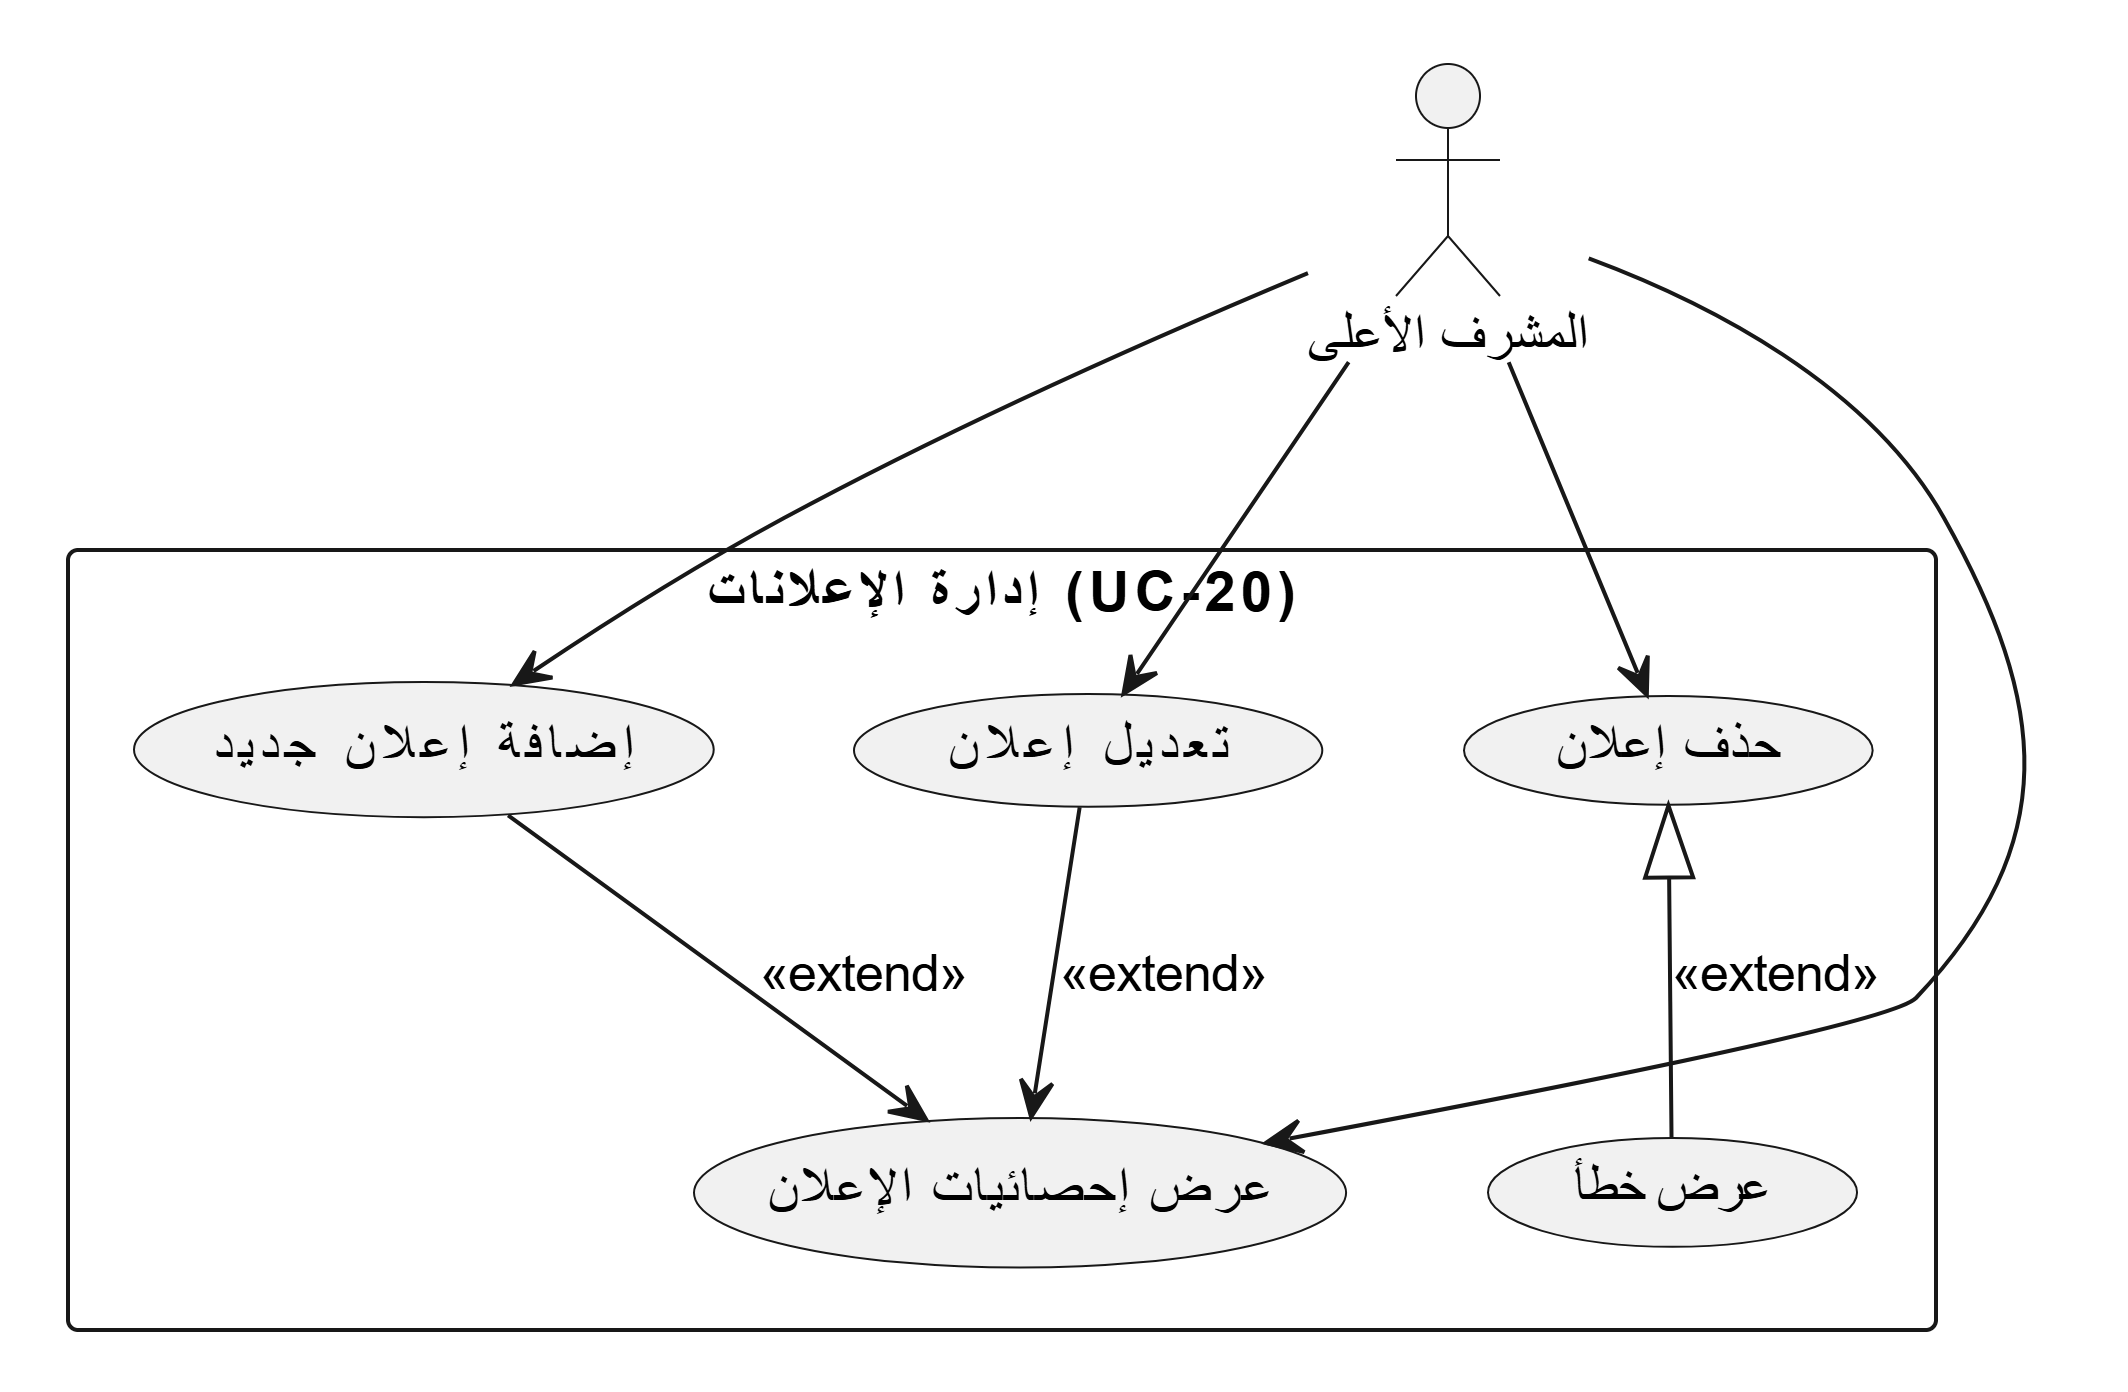 المشرف الأعلى
إدارة الإعلانات (UC-20)
حذف إعلان
تعديل إعلان
إضافة إعلان جديد
«extend»
«extend»
«extend»
عرض خطأ
عرض إحصائيات الإعلان